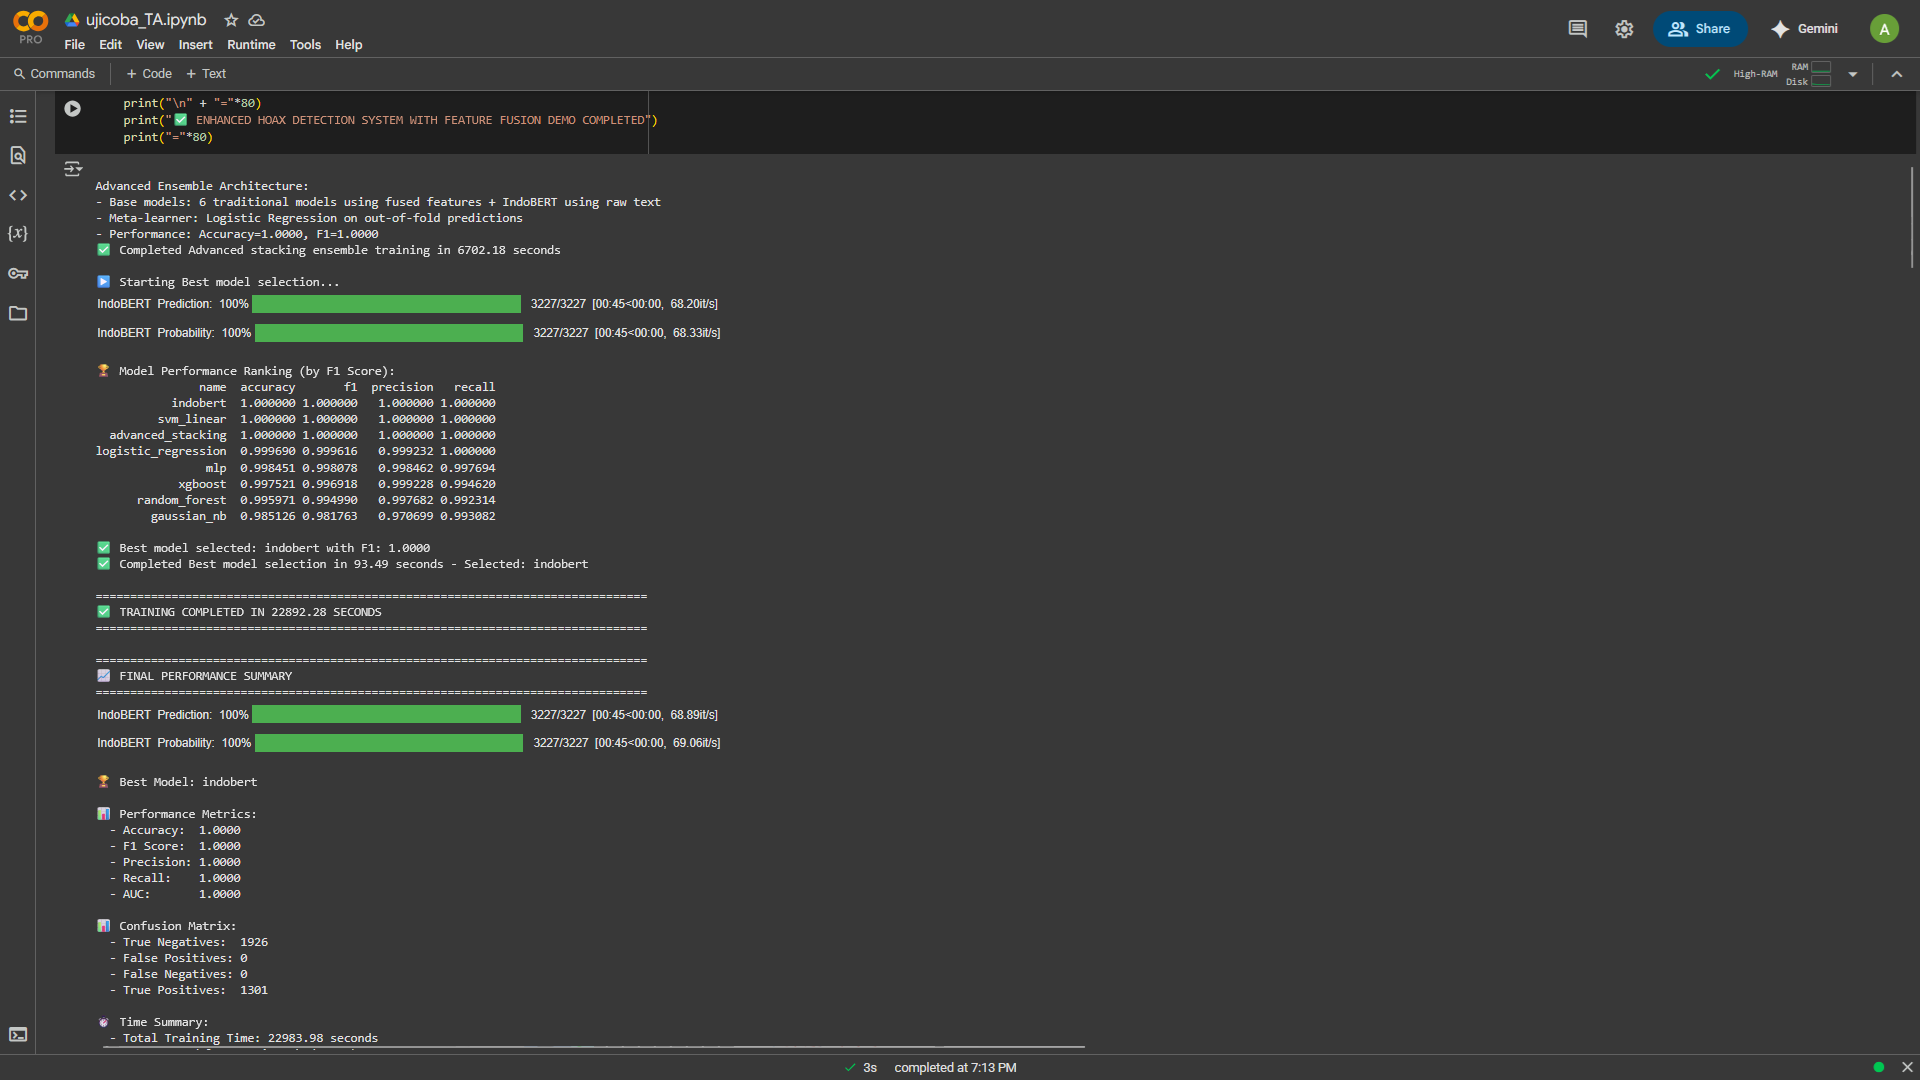 CO
PRO
ujicoba_TA.ipynb
File Edit View Insert Runtime Tools Help
Share
Gemini
A
Commands
+ Code + Text
High-RAM
RAM
Disk
print("\n" + "="*80)
print("✅ ENHANCED HOAX DETECTION SYSTEM WITH FEATURE FUSION DEMO COMPLETED")
print("="*80)
Advanced Ensemble Architecture:
- Base models: 6 traditional models using fused features + IndoBERT using raw text
- Meta-learner: Logistic Regression on out-of-fold predictions
- Performance: Accuracy=1.0000, F1=1.0000
✅ Completed Advanced stacking ensemble training in 6702.18 seconds
▶️ Starting Best model selection...
IndoBERT Prediction: 100% 3227/3227 [00:45<00:00, 68.20it/s]
IndoBERT Probability: 100% 3227/3227 [00:45<00:00, 68.33it/s]
🏆 Model Performance Ranking (by F1 Score):
name accuracy f1 precision recall
indobert 1.000000 1.000000 1.000000 1.000000
svm_linear 1.000000 1.000000 1.000000 1.000000
advanced_stacking 1.000000 1.000000 1.000000 1.000000
logistic_regression 0.999690 0.999616 0.999232 1.000000
mlp 0.998451 0.998078 0.998462 0.997694
xgboost 0.997521 0.996918 0.999228 0.994620
random_forest 0.995971 0.994990 0.997682 0.992314
gaussian_nb 0.985126 0.981763 0.970699 0.993082
✅ Best model selected: indobert with F1: 1.0000
✅ Completed Best model selection in 93.49 seconds - Selected: indobert
================================================================================
✅ TRAINING COMPLETED IN 22892.28 SECONDS
================================================================================
================================================================================
📈 FINAL PERFORMANCE SUMMARY
================================================================================
IndoBERT Prediction: 100% 3227/3227 [00:45<00:00, 68.89it/s]
IndoBERT Probability: 100% 3227/3227 [00:45<00:00, 69.06it/s]
🏆 Best Model: indobert
📊 Performance Metrics:
- Accuracy: 1.0000
- F1 Score: 1.0000
- Precision: 1.0000
- Recall: 1.0000
- AUC: 1.0000
📊 Confusion Matrix:
- True Negatives: 1926
- False Positives: 0
- False Negatives: 0
- True Positives: 1301
⏰ Time Summary:
- Total Training Time: 22983.98 seconds
3s completed at 7:13 PM